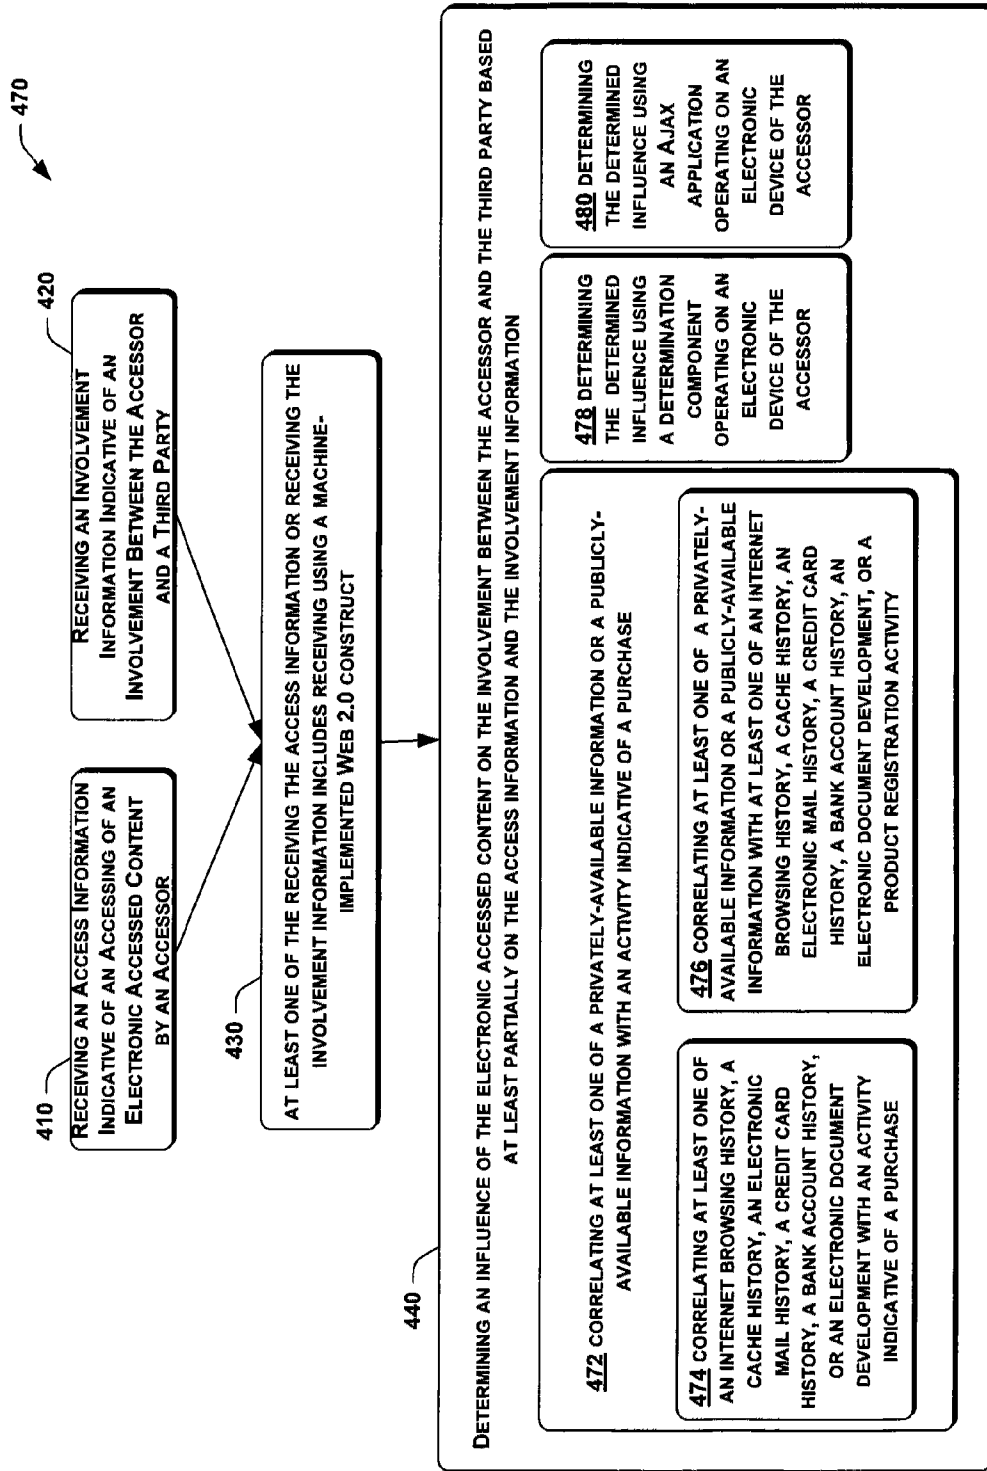 470
410
RECEIVING AN ACCESS INFORMATION
INDICATIVE OF AN ACCESSING OF AN
ELECTRONIC ACCESSED CONTENT
BY AN ACCESSOR
420
RECEIVING AN INVOLVEMENT
INFORMATION INDICATIVE OF AN
INVOLVEMENT BETWEEN THE ACCESSOR
AND A THIRD PARTY
430
AT LEAST ONE OF THE RECEIVING THE ACCESS INFORMATION OR RECEIVING THE
INVOLVEMENT INFORMATION INCLUDES RECEIVING USING A MACHINE-
IMPLEMENTED WEB 2.0 CONSTRUCT
440
DETERMINING AN INFLUENCE OF THE ELECTRONIC ACCESSED CONTENT ON THE INVOLVEMENT BETWEEN THE ACCESSOR AND THE THIRD PARTY BASED
AT LEAST PARTIALLY ON THE ACCESS INFORMATION AND THE INVOLVEMENT INFORMATION
472 CORRELATING AT LEAST ONE OF A PRIVATELY-AVAILABLE INFORMATION OR A PUBLICLY-
AVAILABLE INFORMATION WITH AN ACTIVITY INDICATIVE OF A PURCHASE
474 CORRELATING AT LEAST ONE OF
AN INTERNET BROWSING HISTORY, A
CACHE HISTORY, AN ELECTRONIC
MAIL HISTORY, A CREDIT CARD
HISTORY, A BANK ACCOUNT HISTORY,
OR AN ELECTRONIC DOCUMENT
DEVELOPMENT WITH AN ACTIVITY
INDICATIVE OF A PURCHASE
476 CORRELATING AT LEAST ONE OF A PRIVATELY-
AVAILABLE INFORMATION OR A PUBLICLY-AVAILABLE
INFORMATION WITH AT LEAST ONE OF AN INTERNET
BROWSING HISTORY, A CACHE HISTORY, AN
ELECTRONIC MAIL HISTORY, A CREDIT CARD
HISTORY, A BANK ACCOUNT HISTORY, AN
ELECTRONIC DOCUMENT DEVELOPMENT, OR A
PRODUCT REGISTRATION ACTIVITY
478 DETERMINING
THE DETERMINED
INFLUENCE USING
A DETERMINATION
COMPONENT
OPERATING ON AN
ELECTRONIC
DEVICE OF THE
ACCESSOR
480 DETERMINING
THE DETERMINED
INFLUENCE USING
AN AJAX
APPLICATION
OPERATING ON AN
ELECTRONIC
DEVICE OF THE
ACCESSOR